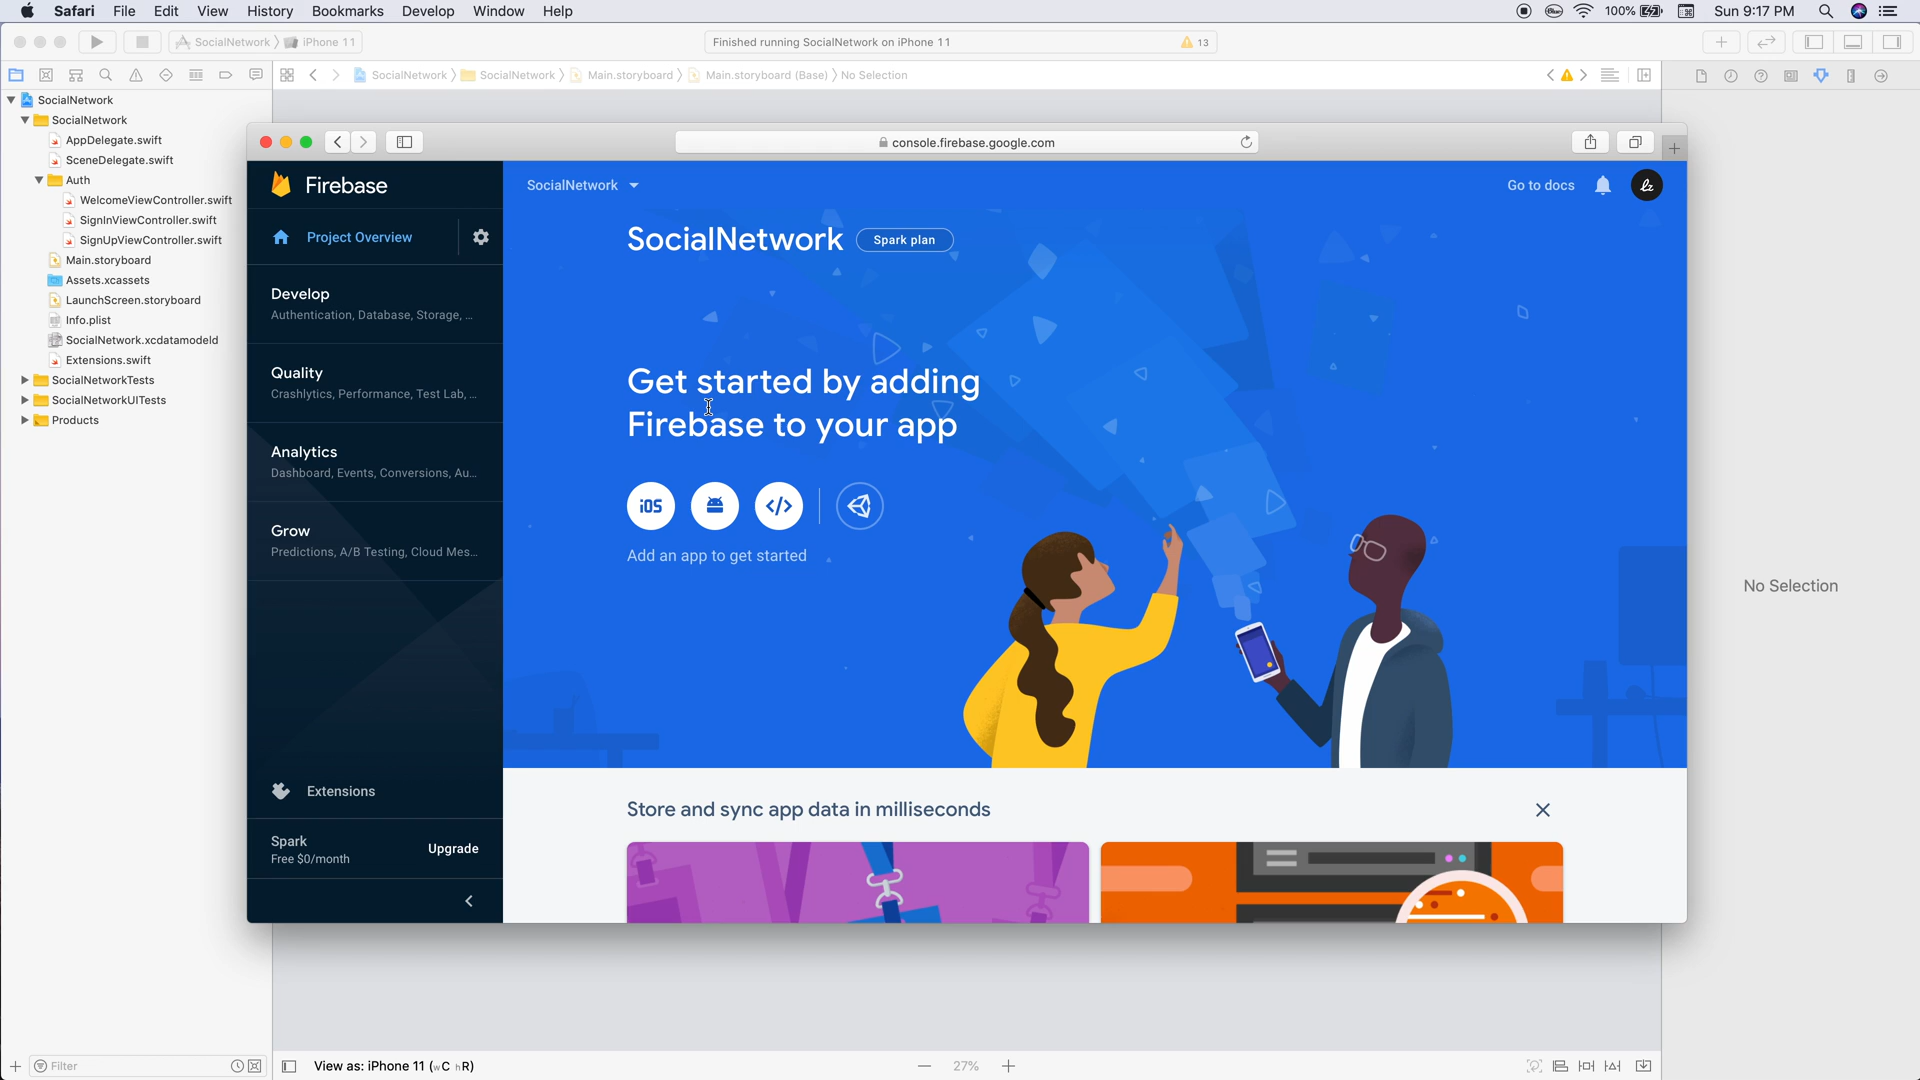 Safari File Edit View History Bookmarks Develop Window Help
100% Sun 9:17 PM
SocialNetwork iPhone 11
Finished running SocialNetwork on iPhone 11
13
SocialNetwork SocialNetwork Main.storyboard Main.storyboard (Base) No Selection
SocialNetwork
SocialNetwork
AppDelegate.swift
SceneDelegate.swift
Auth
WelcomeViewController.swift
SignInViewController.swift
SignUpViewController.swift
Main.storyboard
Assets.xcassets
LaunchScreen.storyboard
Info.plist
SocialNetwork.xcdatamodeld
Extensions.swift
SocialNetworkTests
SocialNetworkUITests
Products
Filter
console.firebase.google.com
Firebase
Project Overview
Develop
Authentication, Database, Storage, ...
Quality
Crashlytics, Performance, Test Lab, ...
Analytics
Dashboard, Events, Conversions, Au...
Grow
Predictions, A/B Testing, Cloud Mes...
Extensions
Spark
Free $0/month
Upgrade
SocialNetwork
Go to docs
SocialNetwork Spark plan
Get started by adding
Firebase to your app
iOS
Add an app to get started
Store and sync app data in milliseconds
No Selection
View as: iPhone 11 (wC hR)
27%